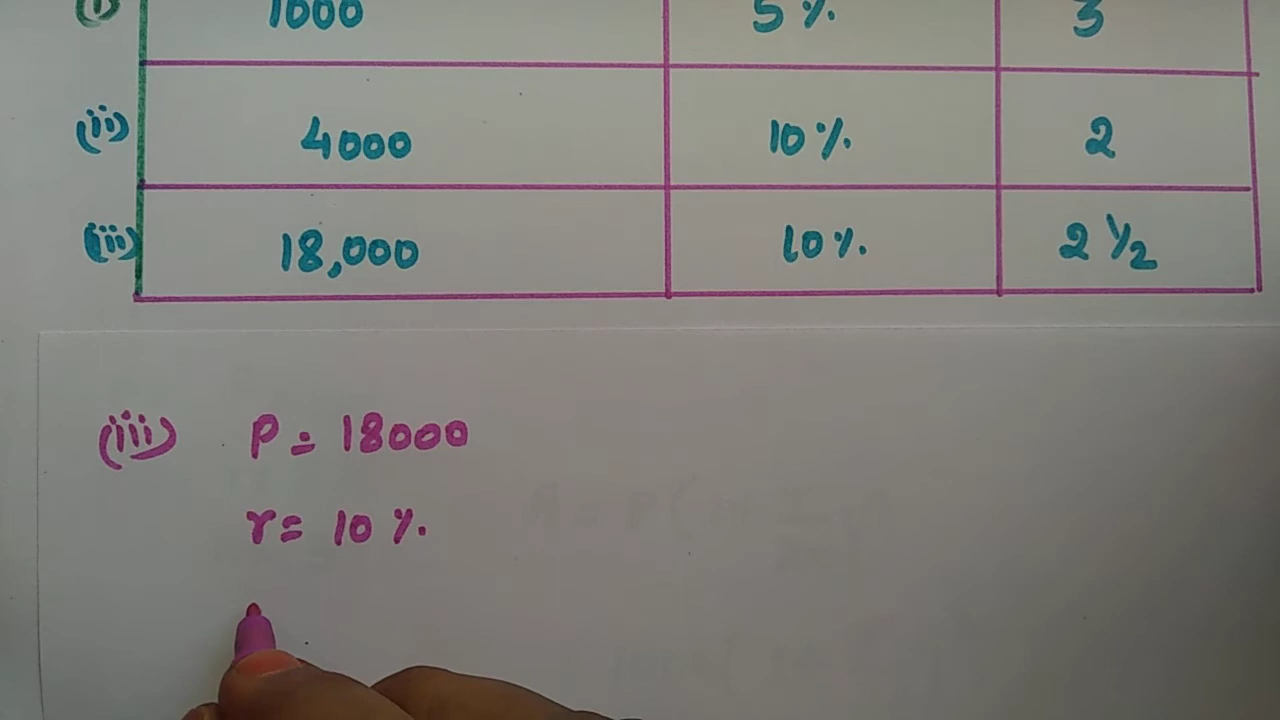 (i) 1000 5 % 3
(ii) 4000 10 % 2
(iii) 18,000 10 % 2 1/2
(iii) P = 18000
r = 10 %